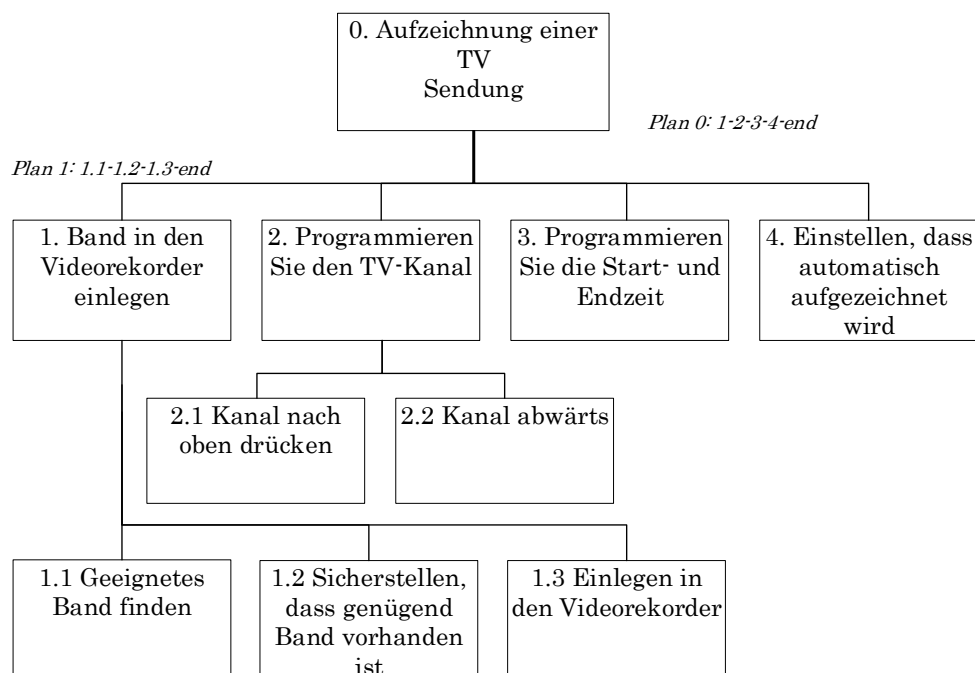 0. Aufzeichnung einer
TV
Sendung
Plan 0: 1-2-3-4-end
Plan 1: 1.1-1.2-1.3-end
1. Band in den
Videorekorder
einlegen
2. Programmieren
Sie den TV-Kanal
3. Programmieren
Sie die Start- und
Endzeit
4. Einstellen, dass
automatisch
aufgezeichnet
wird
2.1 Kanal nach
oben drücken
2.2 Kanal abwärts
1.1 Geeignetes
Band finden
1.2 Sicherstellen,
dass genügend
Band vorhanden
ist
1.3 Einlegen in
den Videorekorder